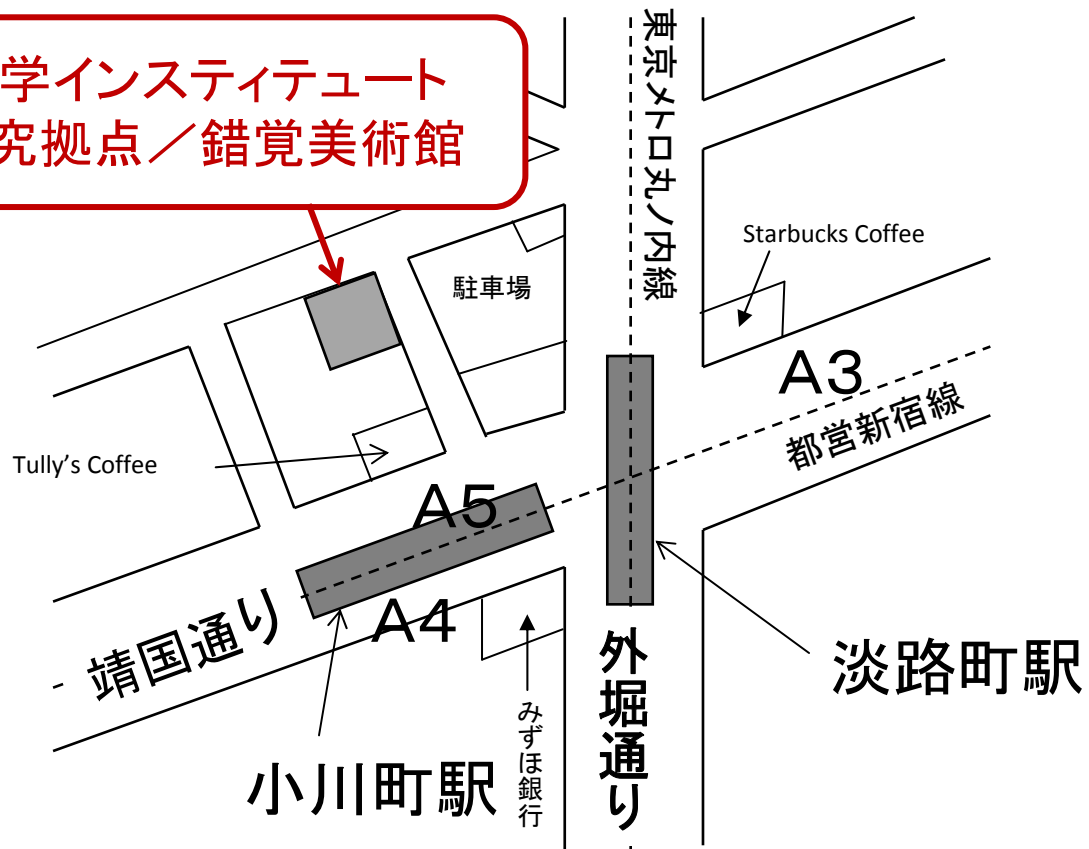 学インスティテュート
究拠点／錯覚美術館
東京メトロ丸ノ内線
Starbucks Coffee
駐車場
A3
都営新宿線
Tully's Coffee
A5
A4
靖国通り
外堀通り
淡路町駅
みずほ銀行
小川町駅